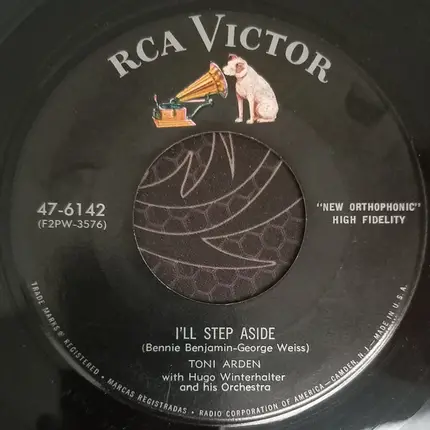 RCA VICTOR
47-6142
(F2PW-3576)
"NEW ORTHOPHONIC"
HIGH FIDELITY
I'LL STEP ASIDE
(Bennie Benjamin-George Weiss)
TONI ARDEN
with Hugo Winterhalter
and his Orchestra
TRADE MARKS ® REGISTERED • MARCAS REGISTRADAS • RADIO CORPORATION OF AMERICA—CAMDEN, N.J.—MADE IN U.S.A.